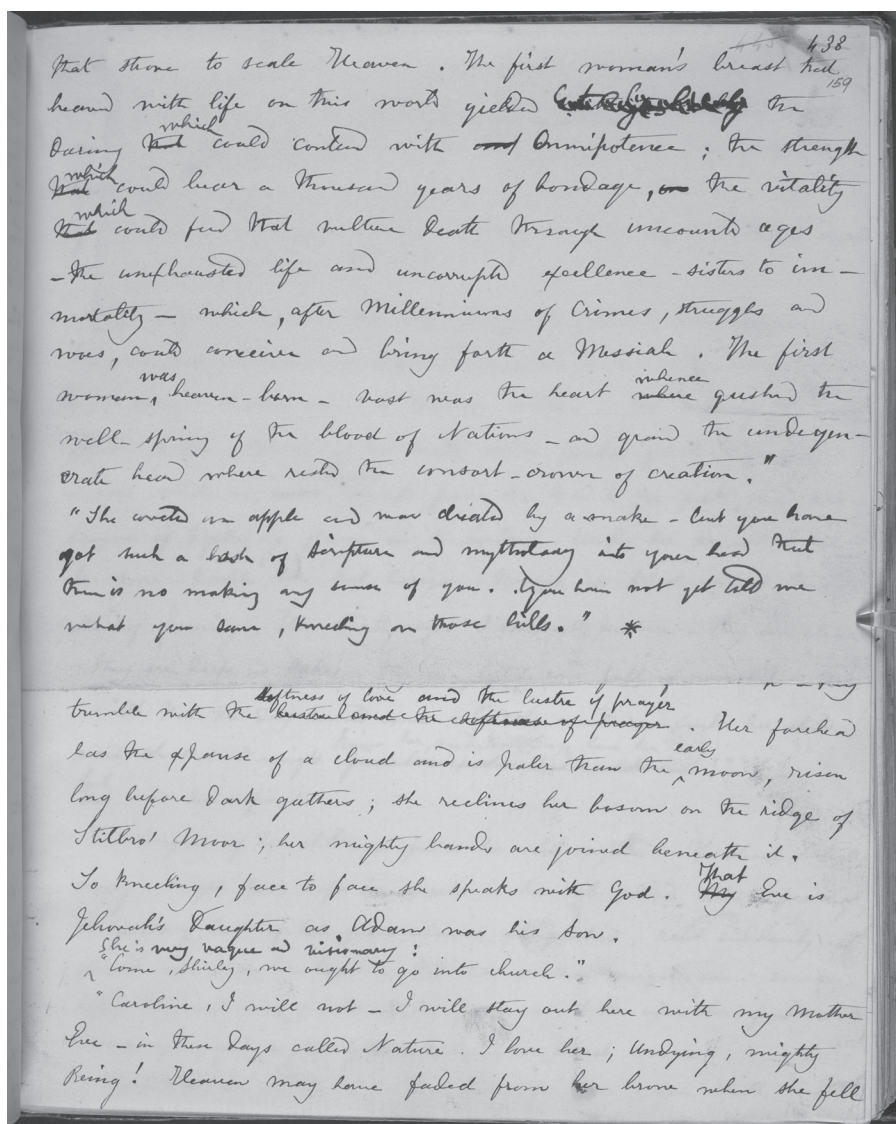 438
159
that strove to scale Heaven. The first woman's breast that
heaved with life on this world yielded the
daring that which could contend with and Omnipotence; the strength
that which could bear a thousand years of bondage, the vitality
that which could feed that vulture Death through uncounted ages
- the unexhausted life and uncorrupted excellence - sisters to im-
mortality - which, after Millenniums of Crimes, struggles and
woes, could conceive and bring forth a Messiah. The first
woman was heaven-born - vast was the heart where whence gushed the
well-spring of the blood of Nations - and grand the undegen-
erate head where rested the consort-crown of creation."
"She coveted an apple and was cheated by a snake - but you have
got such a hash of Scripture and mythology into your head that
there is no making any sense of you. You have not yet told me
what you saw, kneeling on those hills." *
softness of love and the lustre of prayer
tremble with the lustre and the softness of prayer. Her forehead
has the expanse of a cloud and is paler than the early moon, risen
long before dark gathers; she reclines her bosom on the ridge of
Stilbro' Moor; her mighty hands are joined beneath it.
So kneeling, face to face she speaks with God. My That Eve is
Jehovah's Daughter as Adam was his son.
She is very vague and visionary!
"Come, Shirley, we ought to go into church."
"Caroline, I will not - I will stay out here with my Mother
Eve - in these days called Nature. I love her; Undying, mighty
Being! Heaven may have faded from her brow when she fell